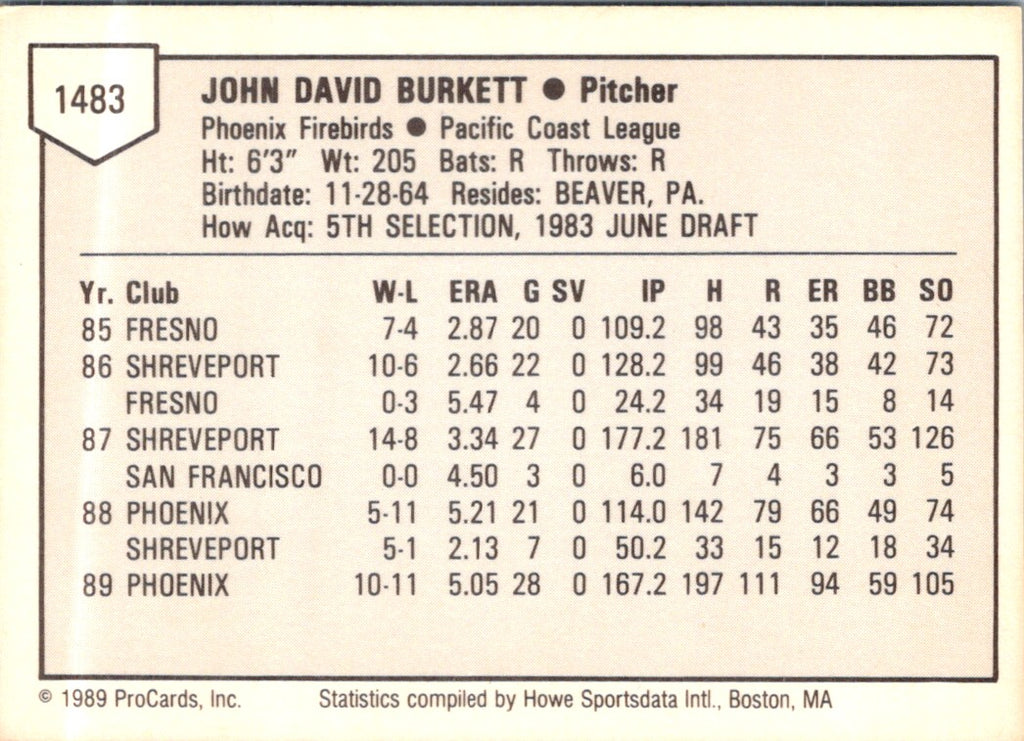 1483
JOHN DAVID BURKETT ● Pitcher
Phoenix Firebirds ● Pacific Coast League
Ht: 6'3" Wt: 205 Bats: R Throws: R
Birthdate: 11-28-64 Resides: BEAVER, PA.
How Acq: 5TH SELECTION, 1983 JUNE DRAFT
Yr. Club W-L ERA G SV IP H R ER BB SO
85 FRESNO 7-4 2.87 20 0 109.2 98 43 35 46 72
86 SHREVEPORT 10-6 2.66 22 0 128.2 99 46 38 42 73
FRESNO 0-3 5.47 4 0 24.2 34 19 15 8 14
87 SHREVEPORT 14-8 3.34 27 0 177.2 181 75 66 53 126
SAN FRANCISCO 0-0 4.50 3 0 6.0 7 4 3 3 5
88 PHOENIX 5-11 5.21 21 0 114.0 142 79 66 49 74
SHREVEPORT 5-1 2.13 7 0 50.2 33 15 12 18 34
89 PHOENIX 10-11 5.05 28 0 167.2 197 111 94 59 105
© 1989 ProCards, Inc. Statistics compiled by Howe Sportsdata Intl., Boston, MA